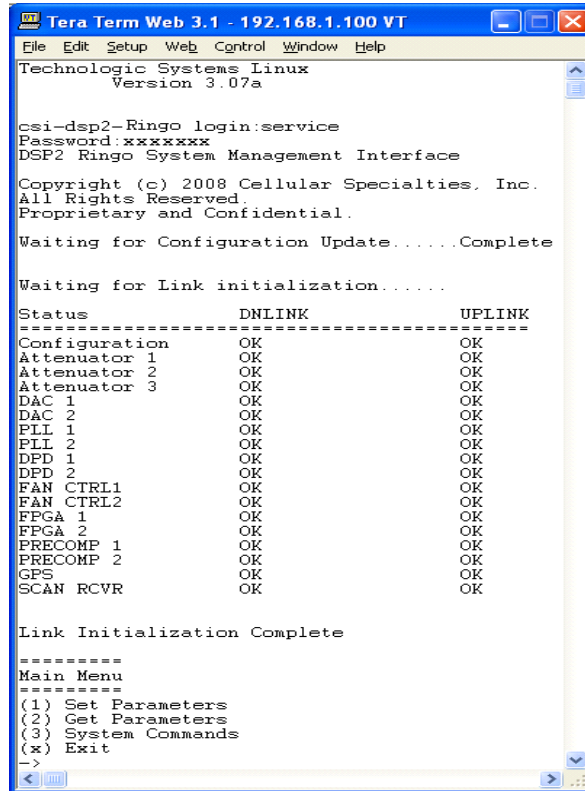 Tera Term Web 3.1 - 192.168.1.100 VT
File Edit Setup Web Control Window Help
Technologic Systems Linux
Version 3.07a
csi-dsp2-Ringo login:service
Password:xxxxxxx
DSP2 Ringo System Management Interface
Copyright (c) 2008 Cellular Specialties, Inc.
All Rights Reserved.
Proprietary and Confidential.
Waiting for Configuration Update......Complete
Waiting for Link initialization......
Status DNLINK UPLINK
==============================================
Configuration OK OK
Attenuator 1 OK OK
Attenuator 2 OK OK
Attenuator 3 OK OK
DAC 1 OK OK
DAC 2 OK OK
PLL 1 OK OK
PLL 2 OK OK
DPD 1 OK OK
DPD 2 OK OK
FAN CTRL1 OK OK
FAN CTRL2 OK OK
FPGA 1 OK OK
FPGA 2 OK OK
PRECOMP 1 OK OK
PRECOMP 2 OK OK
GPS OK OK
SCAN RCVR OK OK
Link Initialization Complete
=========
Main Menu
=========
(1) Set Parameters
(2) Get Parameters
(3) System Commands
(x) Exit
->